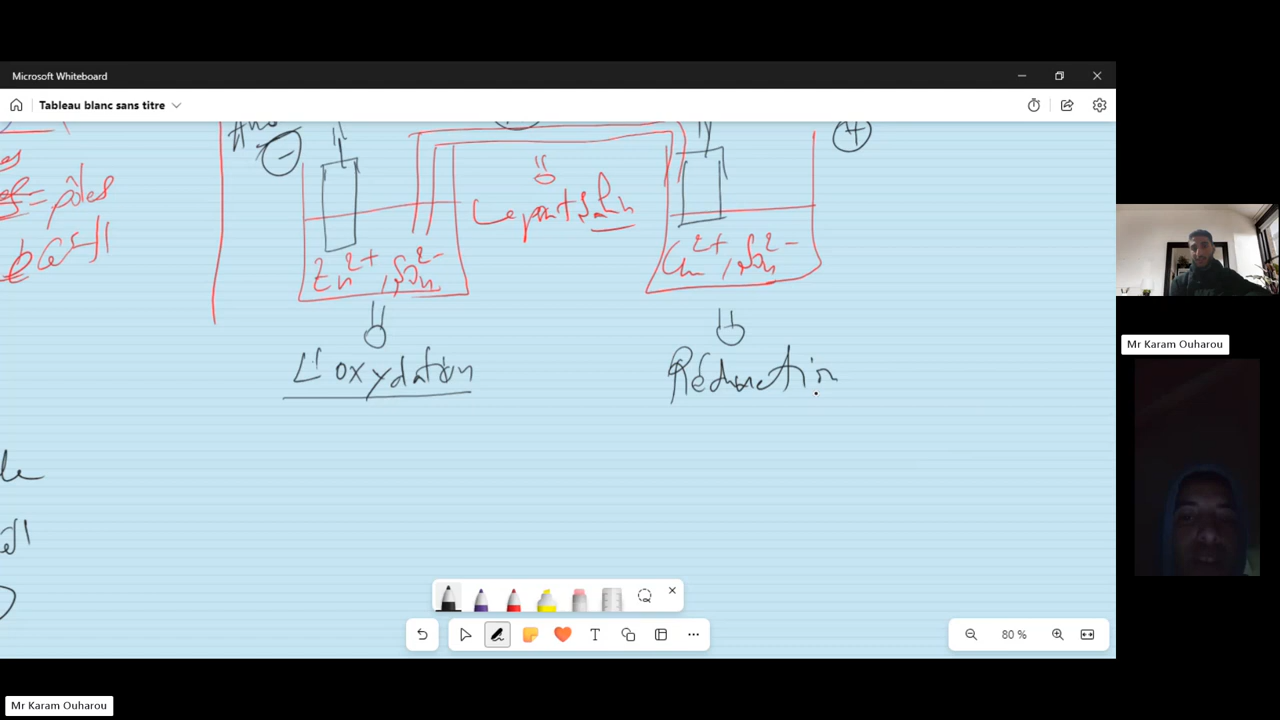 Microsoft Whiteboard
Tableau blanc sans titre
= pôles
Le pont salin
Zn2+, SO42-
Cu2+, SO42-
L'oxydation
Réduction
80 %
Mr Karam Ouharou
Mr Karam Ouharou